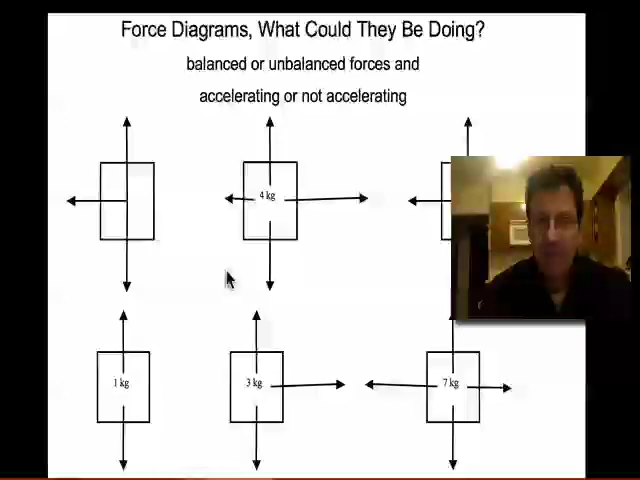 Force Diagrams, What Could They Be Doing?
balanced or unbalanced forces and
accelerating or not accelerating
4 kg
1 kg
3 kg
7 kg